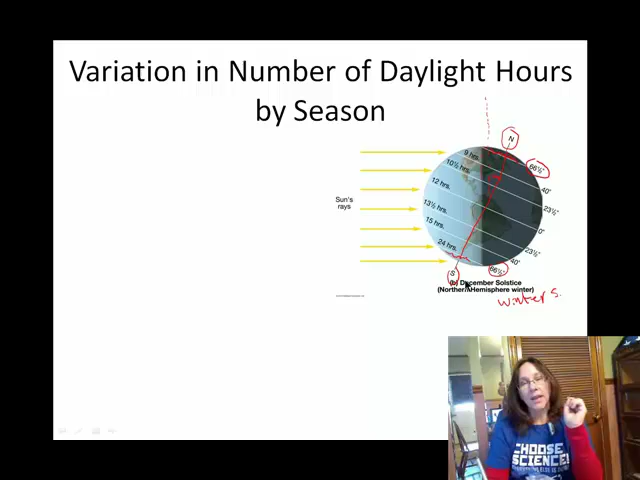 Variation in Number of Daylight Hours
by Season
N
9 hrs.
66½°
10½ hrs.
40°
12 hrs.
23½°
Sun's
rays
13½ hrs.
0°
15 hrs.
23½°
24 hrs.
40°
S
66½°
(b) December Solstice
(Northern Hemisphere winter)
winter s.
CHOOSE
SCIENCE!